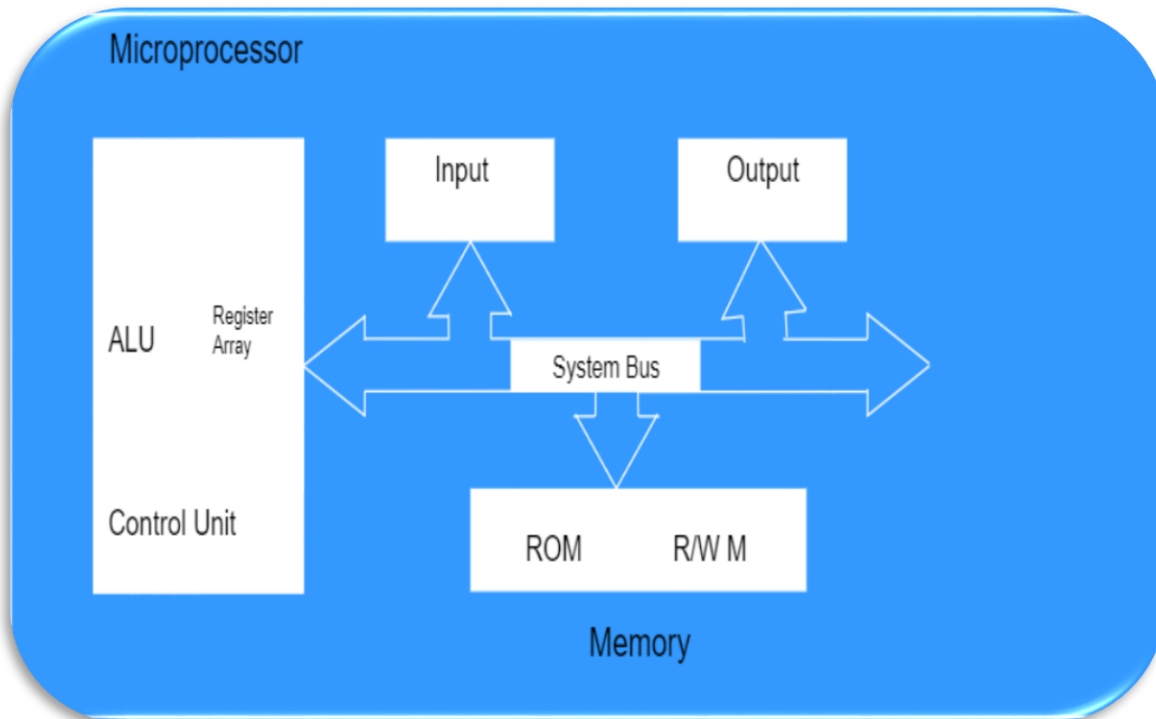 Microprocessor
Input
Output
ALU
Register
Array
System Bus
Control Unit
ROM
R/W M
Memory